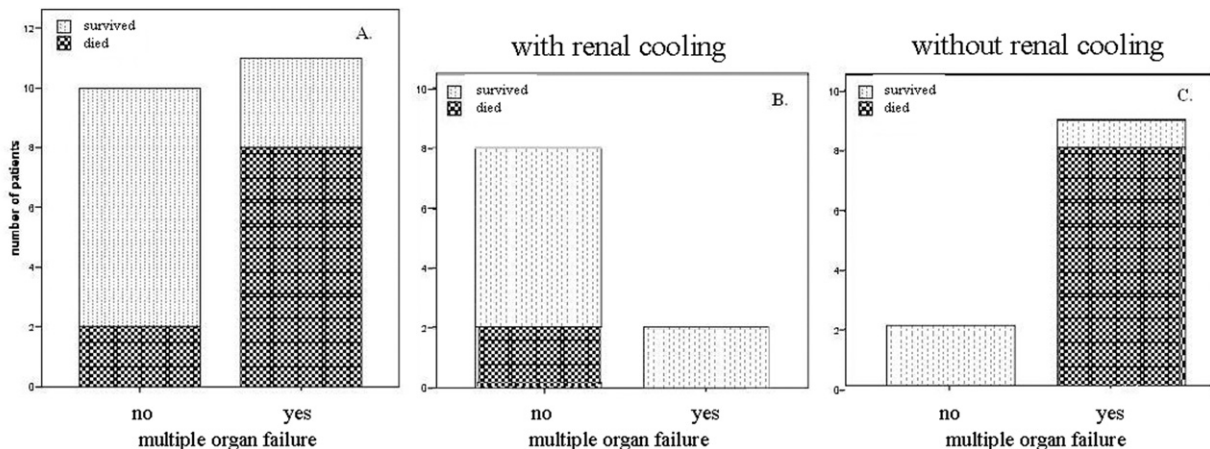 survived
died
A.
12
10
8
6
4
2
0
number of patients
no yes
multiple organ failure
with renal cooling
survived
died
B.
10
8
6
4
2
0
no yes
multiple organ failure
without renal cooling
survived
died
C.
10
8
6
4
2
0
no yes
multiple organ failure